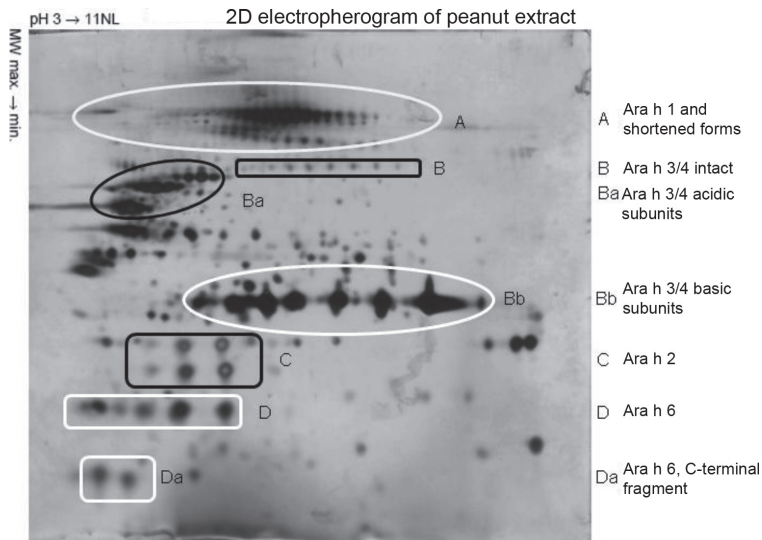 2D electropherogram of peanut extract
pH 3 → 11NL
MW max. → min.
A
B
Ba
Bb
C
D
Da
A Ara h 1 and
shortened forms
B Ara h 3/4 intact
Ba Ara h 3/4 acidic
subunits
Bb Ara h 3/4 basic
subunits
C Ara h 2
D Ara h 6
Da Ara h 6, C-terminal
fragment